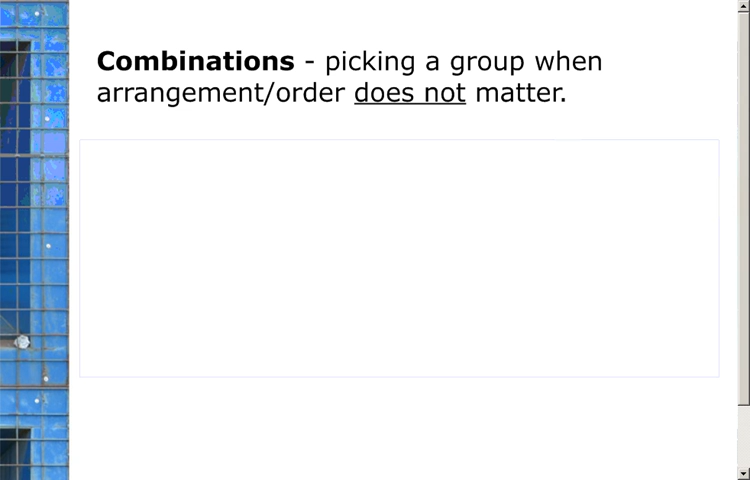 Combinations - picking a group when
arrangement/order does not matter.